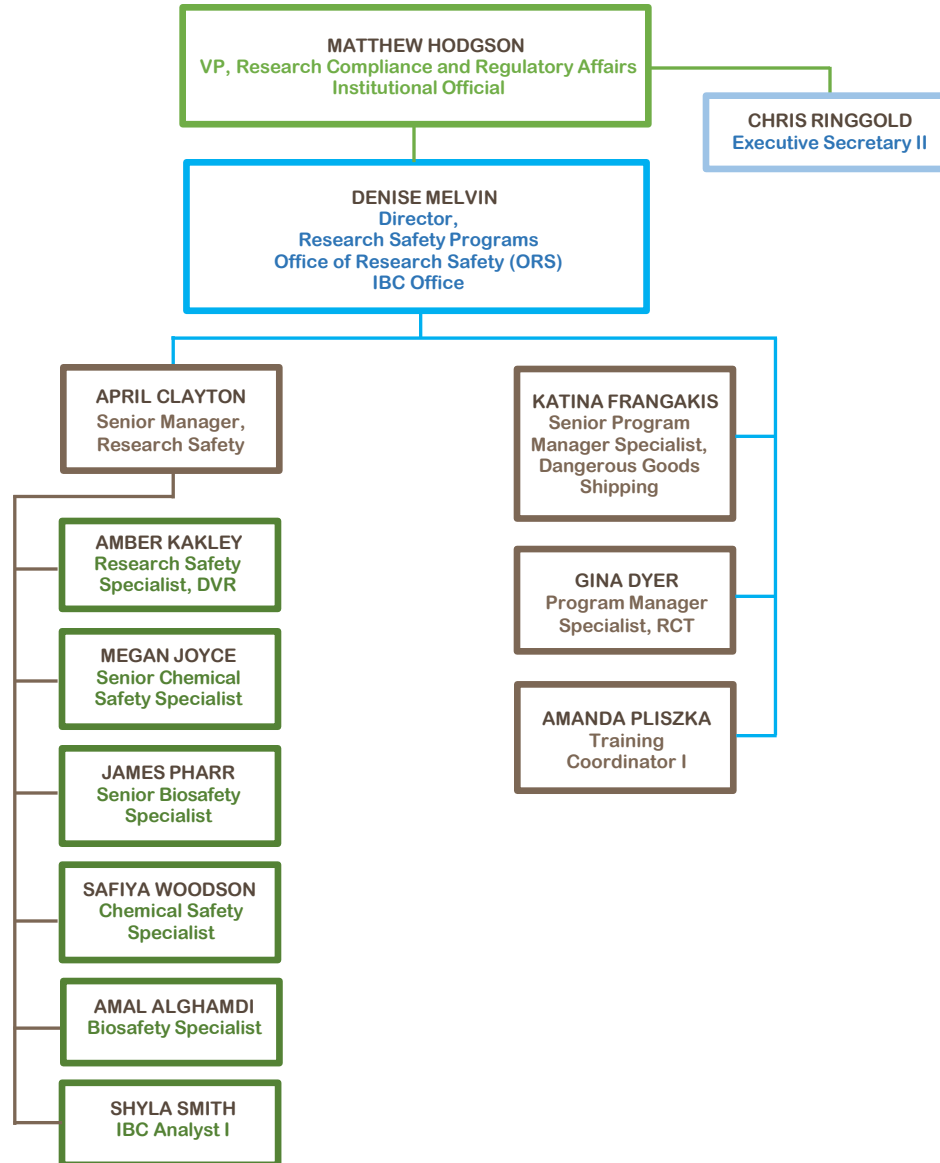 MATTHEW HODGSON
VP, Research Compliance and Regulatory Affairs
Institutional Official
CHRIS RINGGOLD
Executive Secretary II
DENISE MELVIN
Director,
Research Safety Programs
Office of Research Safety (ORS)
IBC Office
APRIL CLAYTON
Senior Manager,
Research Safety
KATINA FRANGAKIS
Senior Program
Manager Specialist,
Dangerous Goods
Shipping
AMBER KAKLEY
Research Safety
Specialist, DVR
GINA DYER
Program Manager
Specialist, RCT
MEGAN JOYCE
Senior Chemical
Safety Specialist
AMANDA PLISZKA
Training
Coordinator I
JAMES PHARR
Senior Biosafety
Specialist
SAFIYA WOODSON
Chemical Safety
Specialist
AMAL ALGHAMDI
Biosafety Specialist
SHYLA SMITH
IBC Analyst I